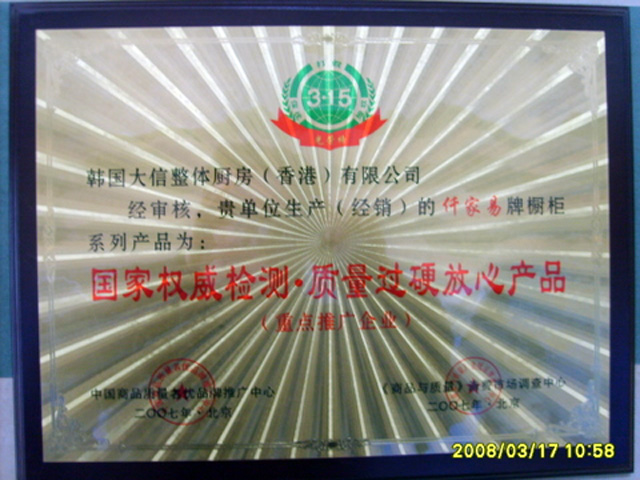 3·15
韩国大信整体厨房（香港）有限公司
经审核，贵单位生产（经销）的仟家易牌橱柜
系列产品为：
国家权威检测·质量过硬放心产品
（重点推广企业）
中国商品质量名优品牌推广中心
二〇〇七年·北京
《商品与质量》 市场调查中心
二〇〇七年·北京
2008/03/17 10:58